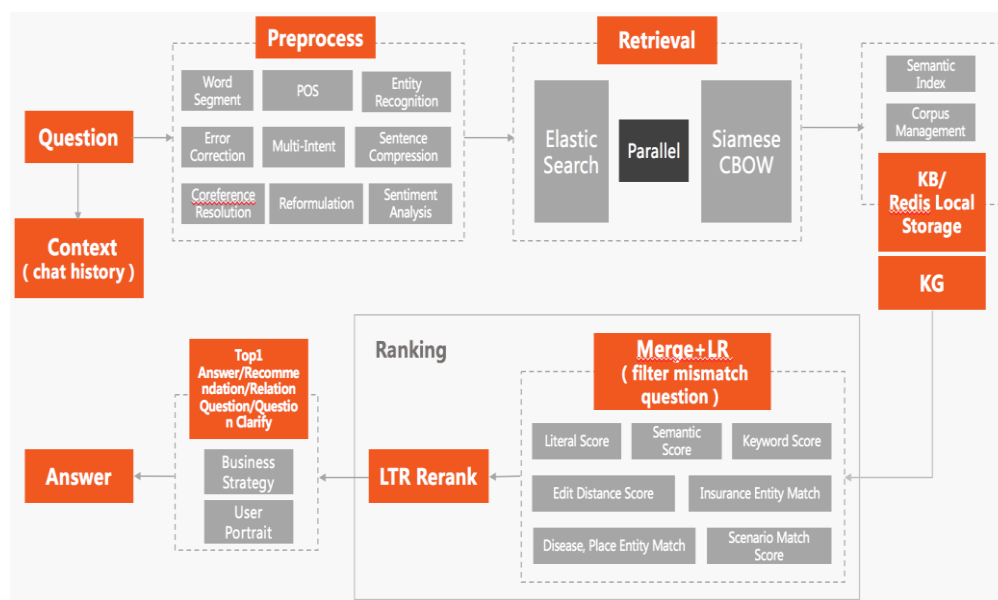 Preprocess
Word
Segment
POS
Entity
Recognition
Error
Correction
Multi-Intent
Sentence
Compression
Coreference
Resolution
Reformulation
Sentiment
Analysis
Retrieval
Elastic
Search
Parallel
Siamese
CBOW
Semantic
Index
Corpus
Management
KB/
Redis Local
Storage
KG
Question
Context
( chat history )
Ranking
Merge+LR
( filter mismatch
question )
Literal Score
Semantic
Score
Keyword Score
Edit Distance Score
Insurance Entity Match
Disease, Place Entity Match
Scenario Match
Score
LTR Rerank
Top1
Answer/Recomme
ndation/Relation
Question/Questio
n Clarify
Business
Strategy
User
Portrait
Answer